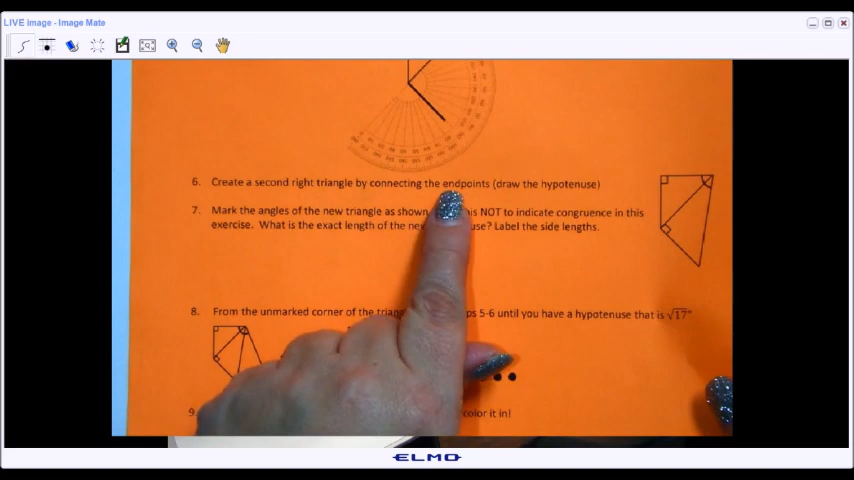 LIVE Image - Image Mate
6. Create a second right triangle by connecting the endpoints (draw the hypotenuse)
7. Mark the angles of the new triangle as shown is NOT to indicate congruence in this
exercise. What is the exact length of the use? Label the side lengths.
8. From the unmarked corner of the ps 5-6 until you have a hypotenuse that is √17"
9. color it in!
ELMO